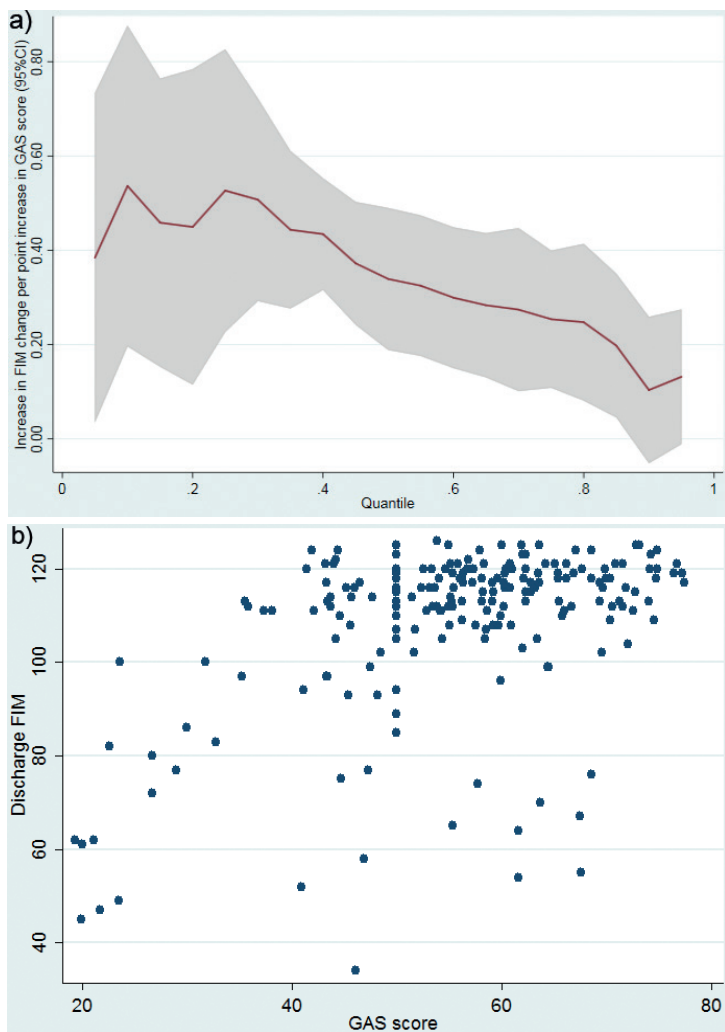 a)
Increase in FIM change per point increase in GAS score (95%CI)
0.80
0.60
0.40
0.20
0.00
0 .2 .4 .6 .8 1
Quantile
b)
Discharge FIM
120
100
80
60
40
20 40 60 80
GAS score